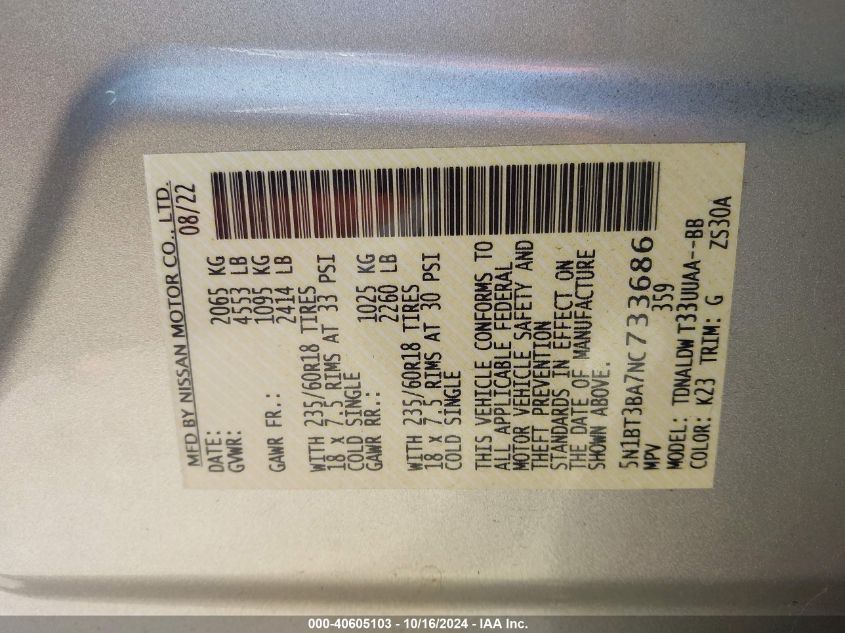 MFD BY NISSAN MOTOR CO., LTD.
DATE: 08/22
GVWR: 2065 KG
4553 LB
GAWR FR.: 1095 KG
2414 LB
WITH 235/60R18 TIRES
18 X 7.5 RIMS AT 33 PSI
COLD SINGLE
GAWR RR.: 1025 KG
2260 LB
WITH 235/60R18 TIRES
18 X 7.5 RIMS AT 30 PSI
COLD SINGLE
THIS VEHICLE CONFORMS TO
ALL APPLICABLE FEDERAL
MOTOR VEHICLE SAFETY AND
THEFT PREVENTION
STANDARDS IN EFFECT ON
THE DATE OF MANUFACTURE
SHOWN ABOVE.
5N1BT3BA7NC733686
MPV 359
MODEL: TDNALDW T33UUAA--BB
COLOR: K23 TRIM: G ZS30A
000-40605103 - 10/16/2024 - IAA Inc.